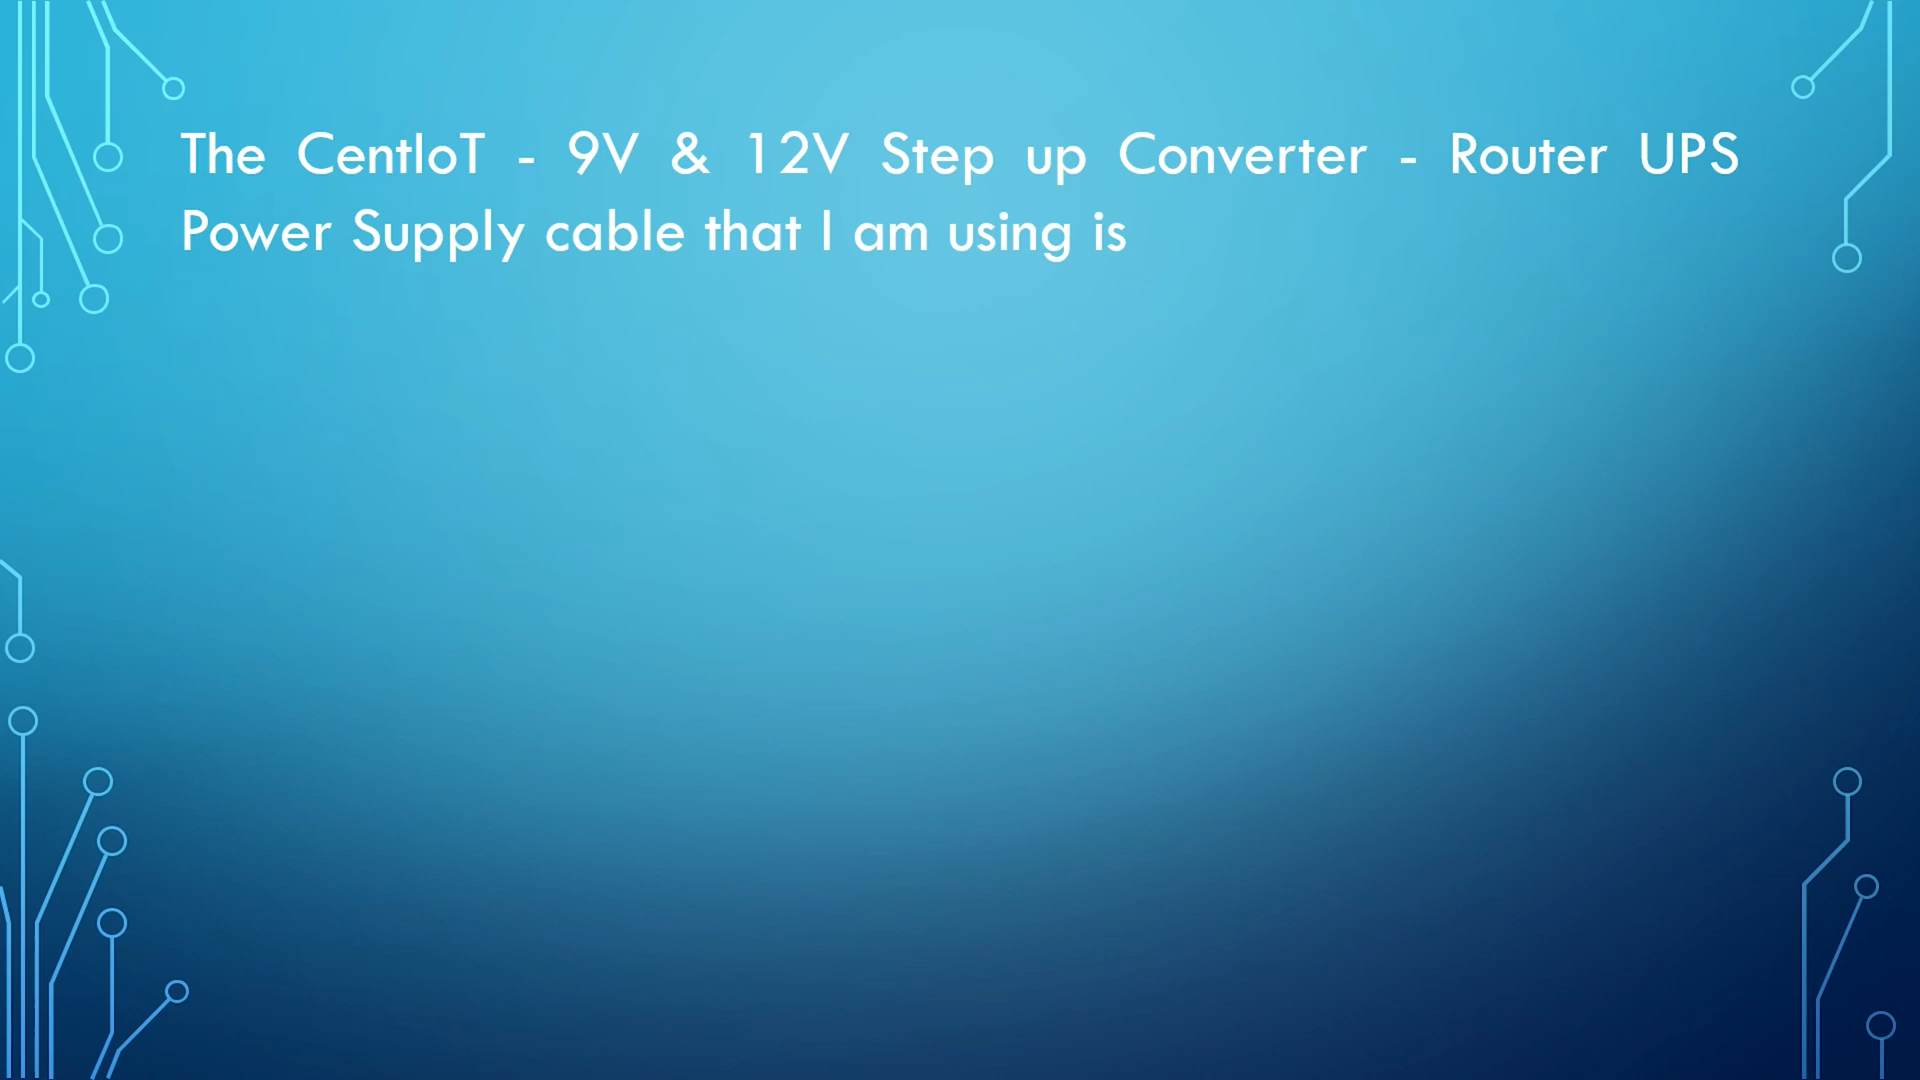 The CentIoT - 9V & 12V Step up Converter - Router UPS
Power Supply cable that I am using is